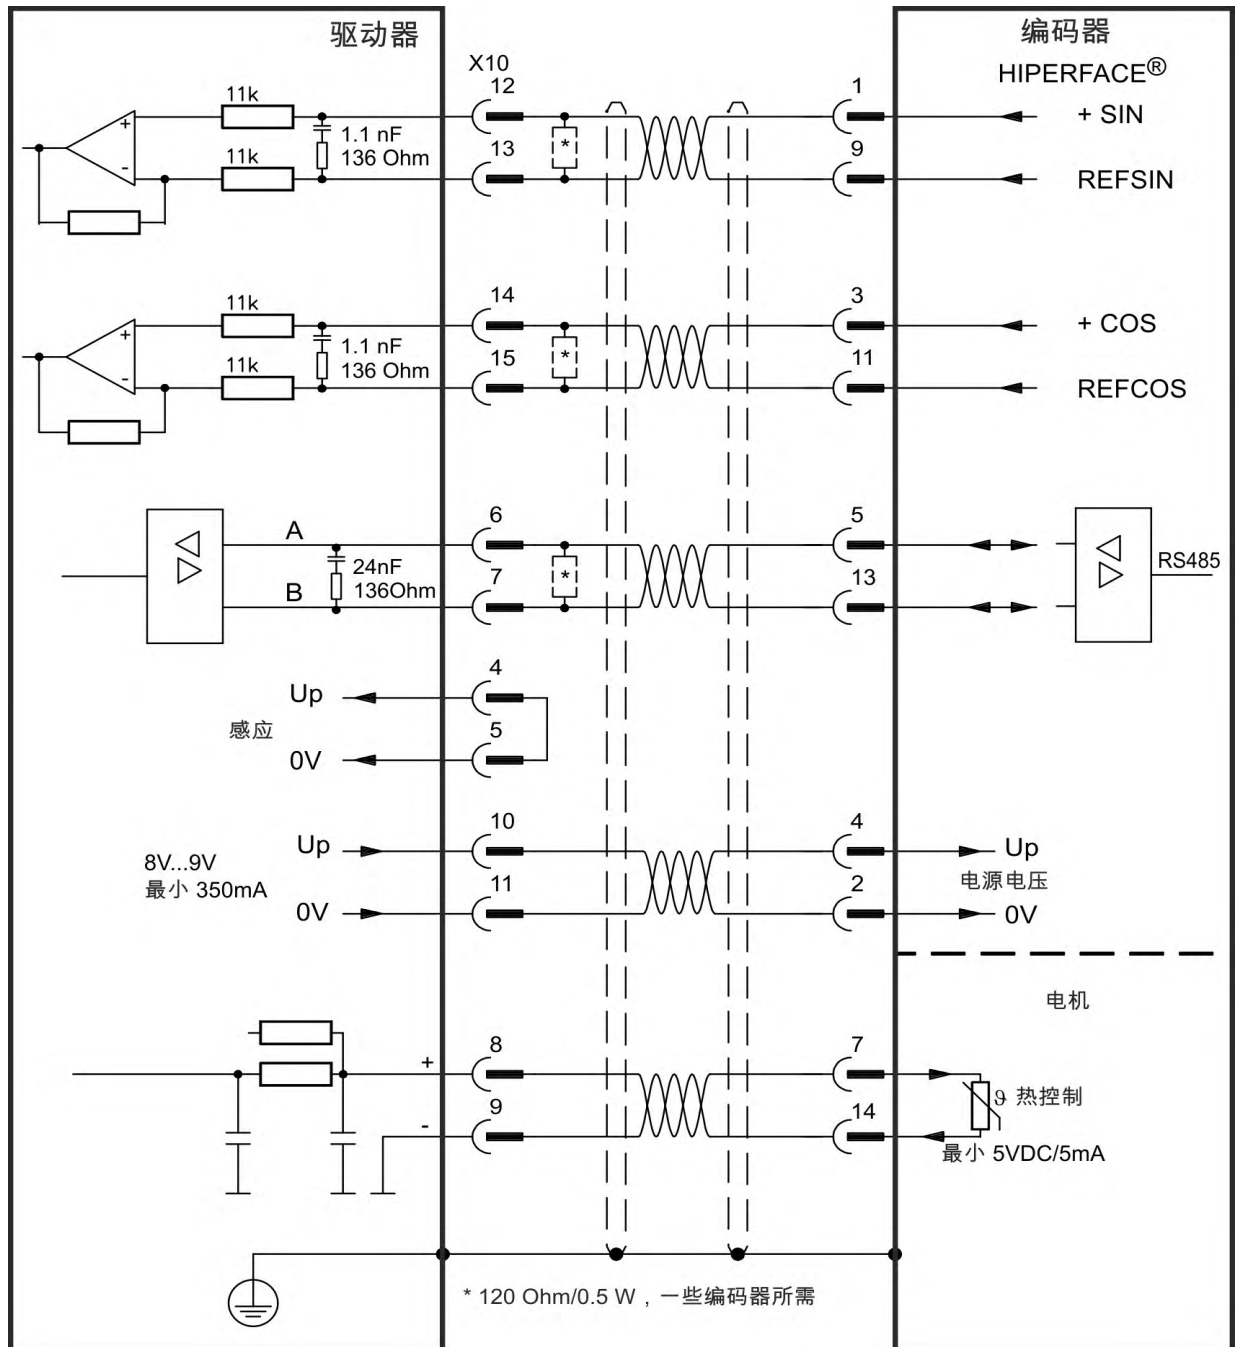 驱动器
编码器
X10
HIPERFACE®
11k
12
1
+ SIN
+
1.1 nF
136 Ohm
*
11k
13
9
REFSIN
-
11k
14
3
+ COS
+
1.1 nF
136 Ohm
*
11k
15
11
REFCOS
-
A
6
5
24nF
136Ohm
*
RS485
B
7
13
Up
4
感应
5
0V
Up
10
4
Up
8V...9V
最小 350mA
电源电压
11
2
0V
0V
电机
+
8
7
ϑ 热控制
-
9
14
最小 5VDC/5mA
* 120 Ohm/0.5 W，一些编码器所需